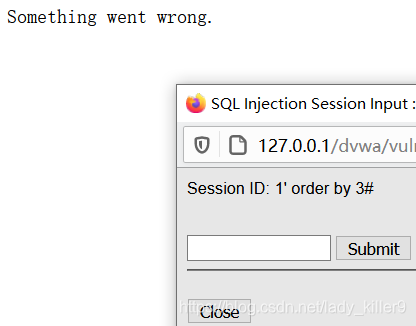 Something went wrong.
SQL Injection Session Input :
127.0.0.1/dvwa/vuln
Session ID: 1' order by 3#
Submit
Close
https://blog.csdn.net/lady_killer9